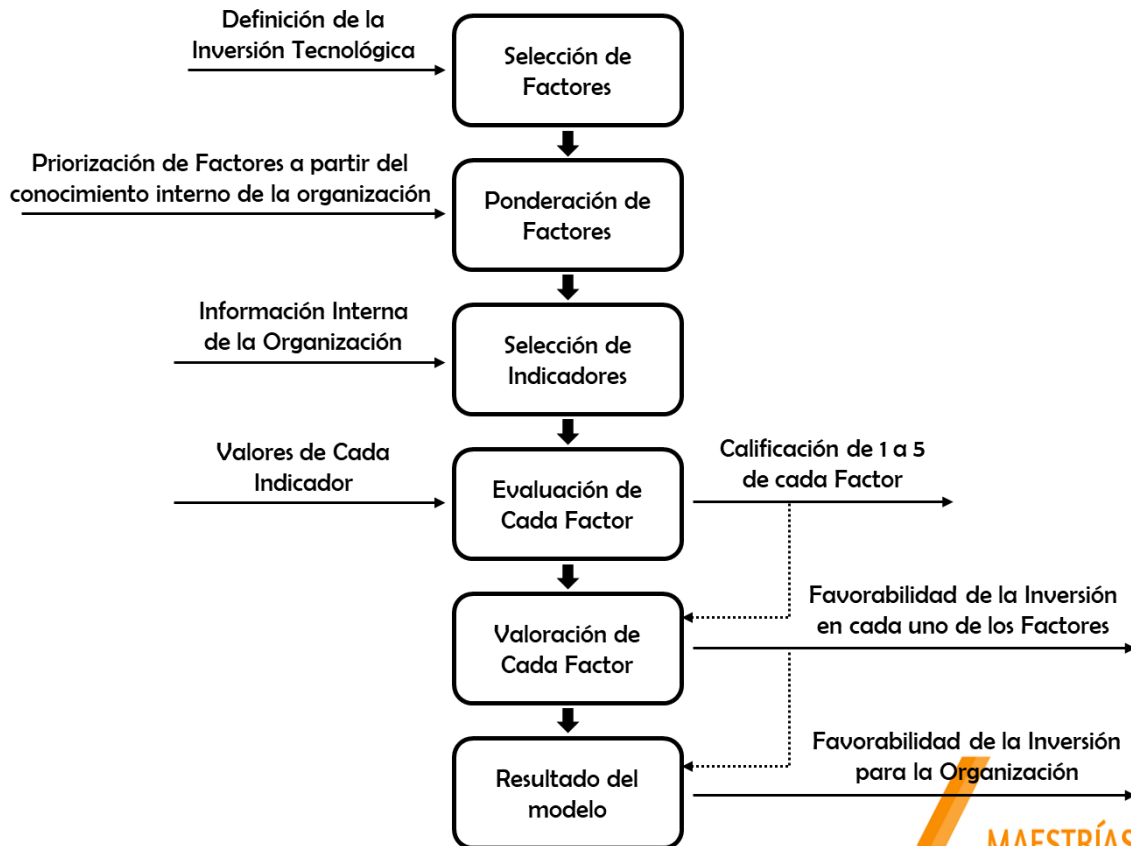 Definición de la
Inversión Tecnológica
Selección de
Factores
Priorización de Factores a partir del
conocimiento interno de la organización
Ponderación de
Factores
Información Interna
de la Organización
Selección de
Indicadores
Valores de Cada
Indicador
Evaluación de
Cada Factor
Calificación de 1 a 5
de cada Factor
Valoración de
Cada Factor
Favorabilidad de la Inversión
en cada uno de los Factores
Resultado del
modelo
Favorabilidad de la Inversión
para la Organización
MAESTRÍAS